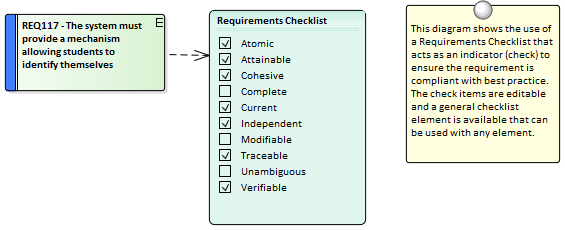 REQ117 - The system must
provide a mechanism
allowing students to
identify themselves
E
Requirements Checklist
Atomic
Attainable
Cohesive
Complete
Current
Independent
Modifiable
Traceable
Unambiguous
Verifiable
This diagram shows the use of
a Requirements Checklist that
acts as an indicator (check) to
ensure the requirement is
compliant with best practice.
The check items are editable
and a general checklist
element is available that can
be used with any element.